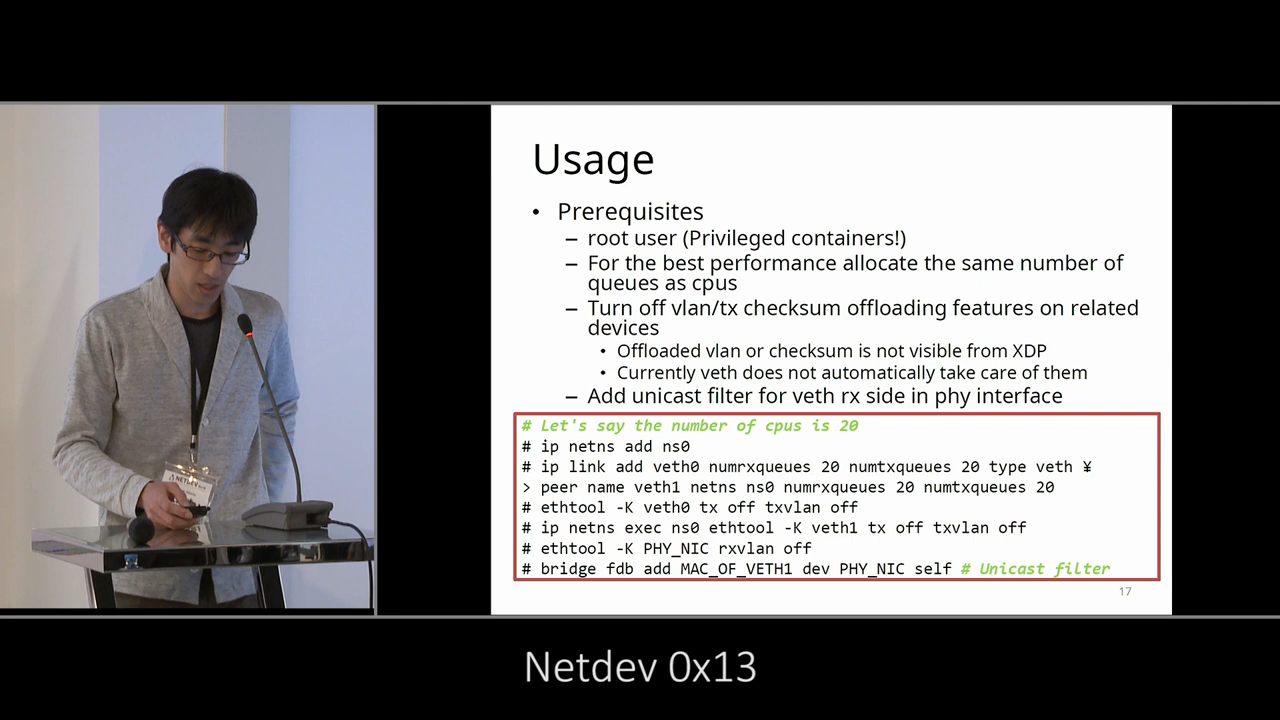 Usage
• Prerequisites
– root user (Privileged containers!)
– For the best performance allocate the same number of
queues as cpus
– Turn off vlan/tx checksum offloading features on related
devices
• Offloaded vlan or checksum is not visible from XDP
• Currently veth does not automatically take care of them
– Add unicast filter for veth rx side in phy interface
# Let's say the number of cpus is 20
# ip netns add ns0
# ip link add veth0 numrxqueues 20 numtxqueues 20 type veth ¥
> peer name veth1 netns ns0 numrxqueues 20 numtxqueues 20
# ethtool -K veth0 tx off txvlan off
# ip netns exec ns0 ethtool -K veth1 tx off txvlan off
# ethtool -K PHY_NIC rxvlan off
# bridge fdb add MAC_OF_VETH1 dev PHY_NIC self # Unicast filter
17
NETDEV
Netdev 0x13